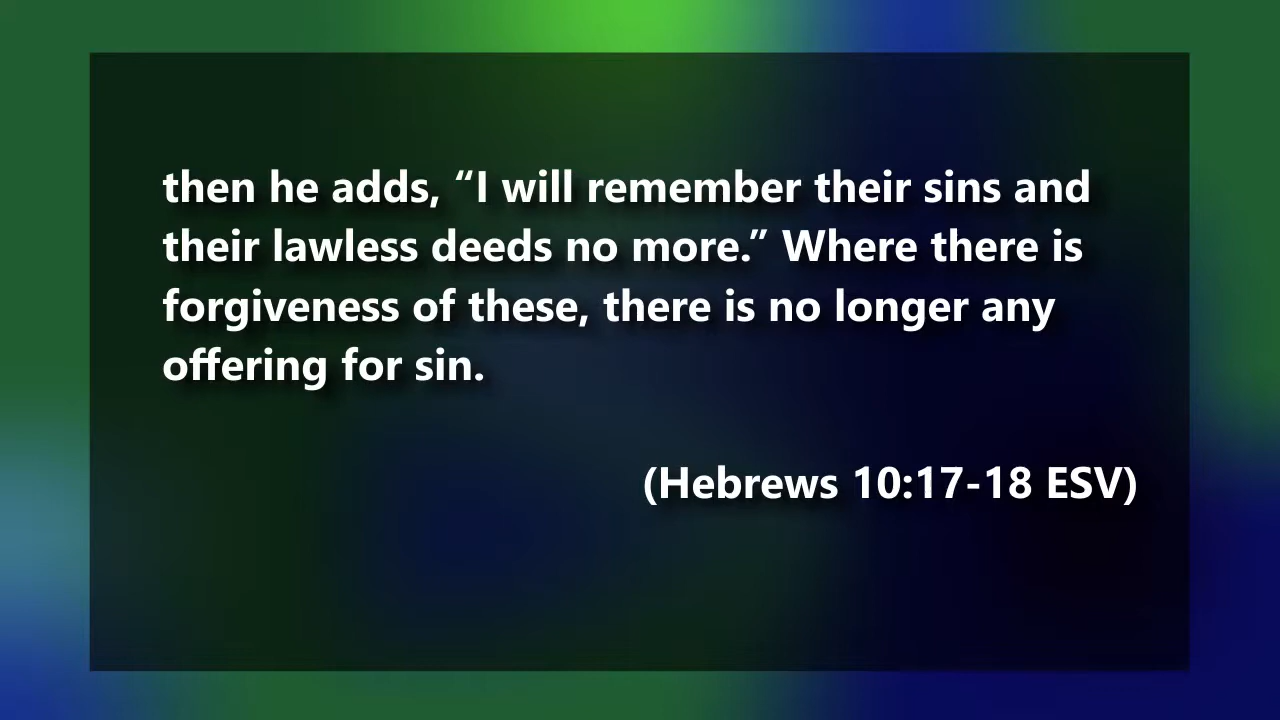 then he adds, “I will remember their sins and
their lawless deeds no more.” Where there is
forgiveness of these, there is no longer any
offering for sin.
(Hebrews 10:17-18 ESV)